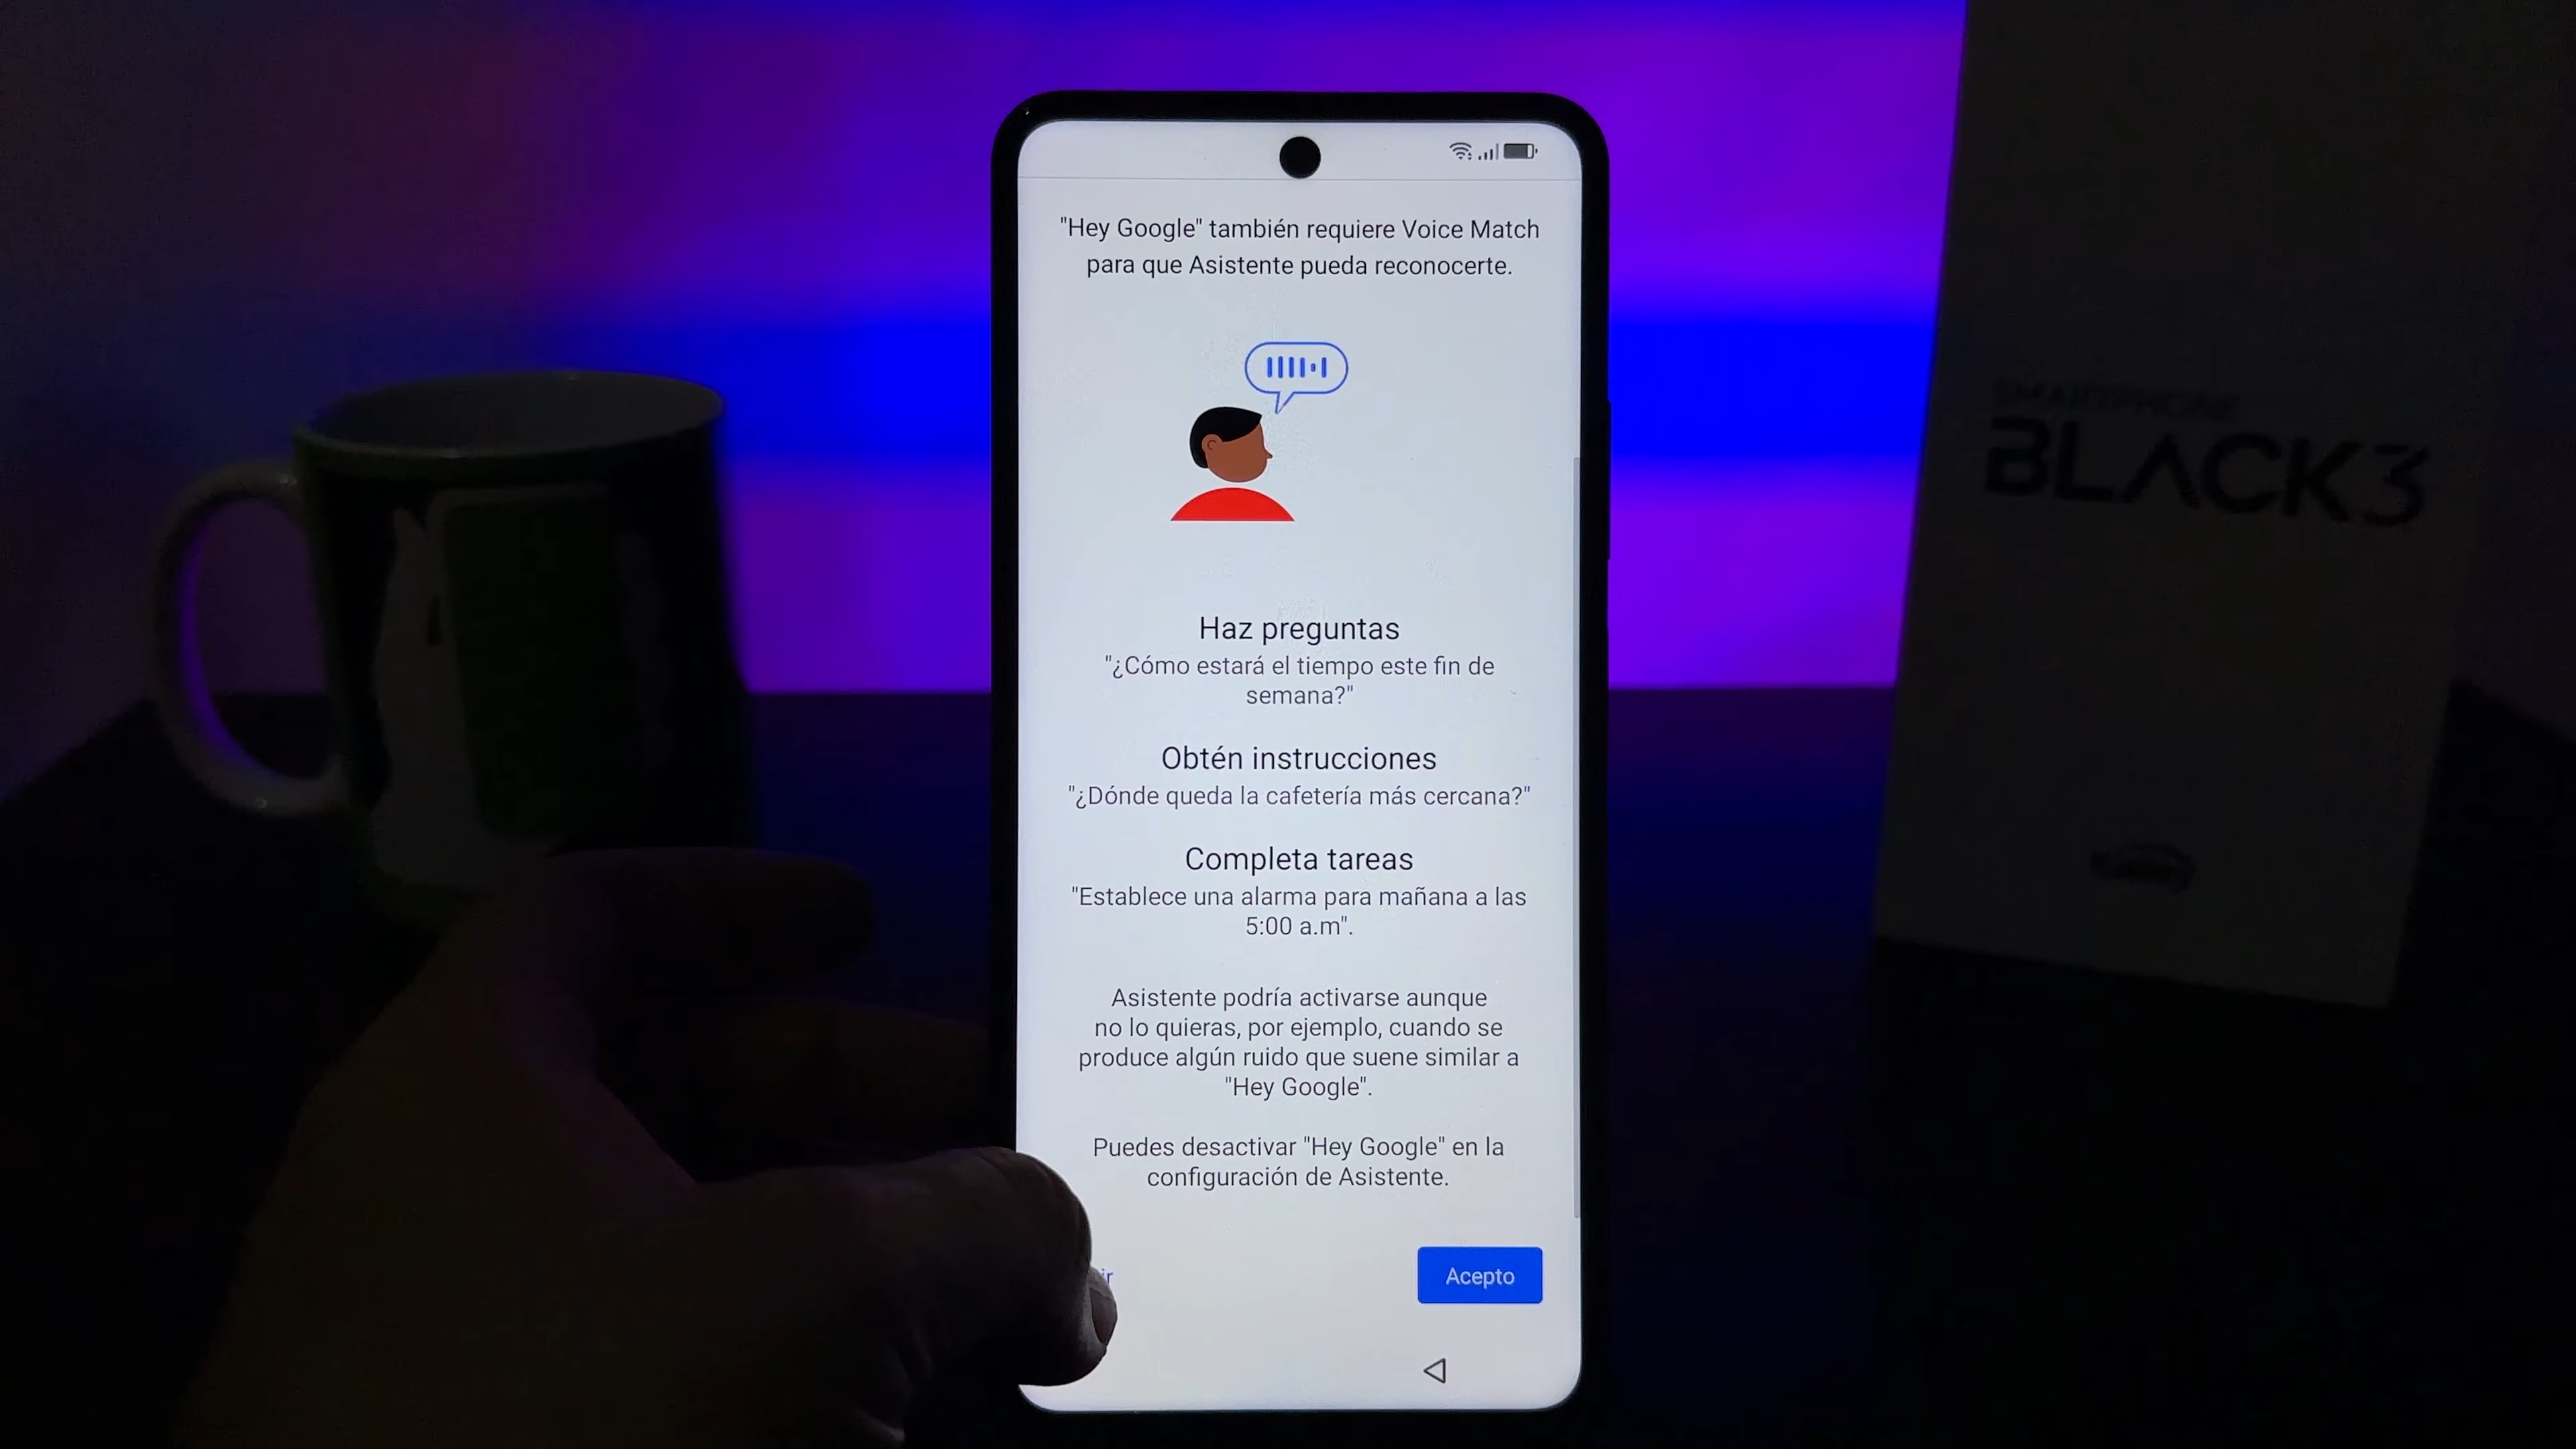 "Hey Google" también requiere Voice Match
para que Asistente pueda reconocerte.
Haz preguntas
"¿Cómo estará el tiempo este fin de
semana?"
Obtén instrucciones
"¿Dónde queda la cafetería más cercana?"
Completa tareas
"Establece una alarma para mañana a las
5:00 a.m".
Asistente podría activarse aunque
no lo quieras, por ejemplo, cuando se
produce algún ruido que suene similar a
"Hey Google".
Puedes desactivar "Hey Google" en la
configuración de Asistente.
Acepto
SMARTPHONE
BLACK3